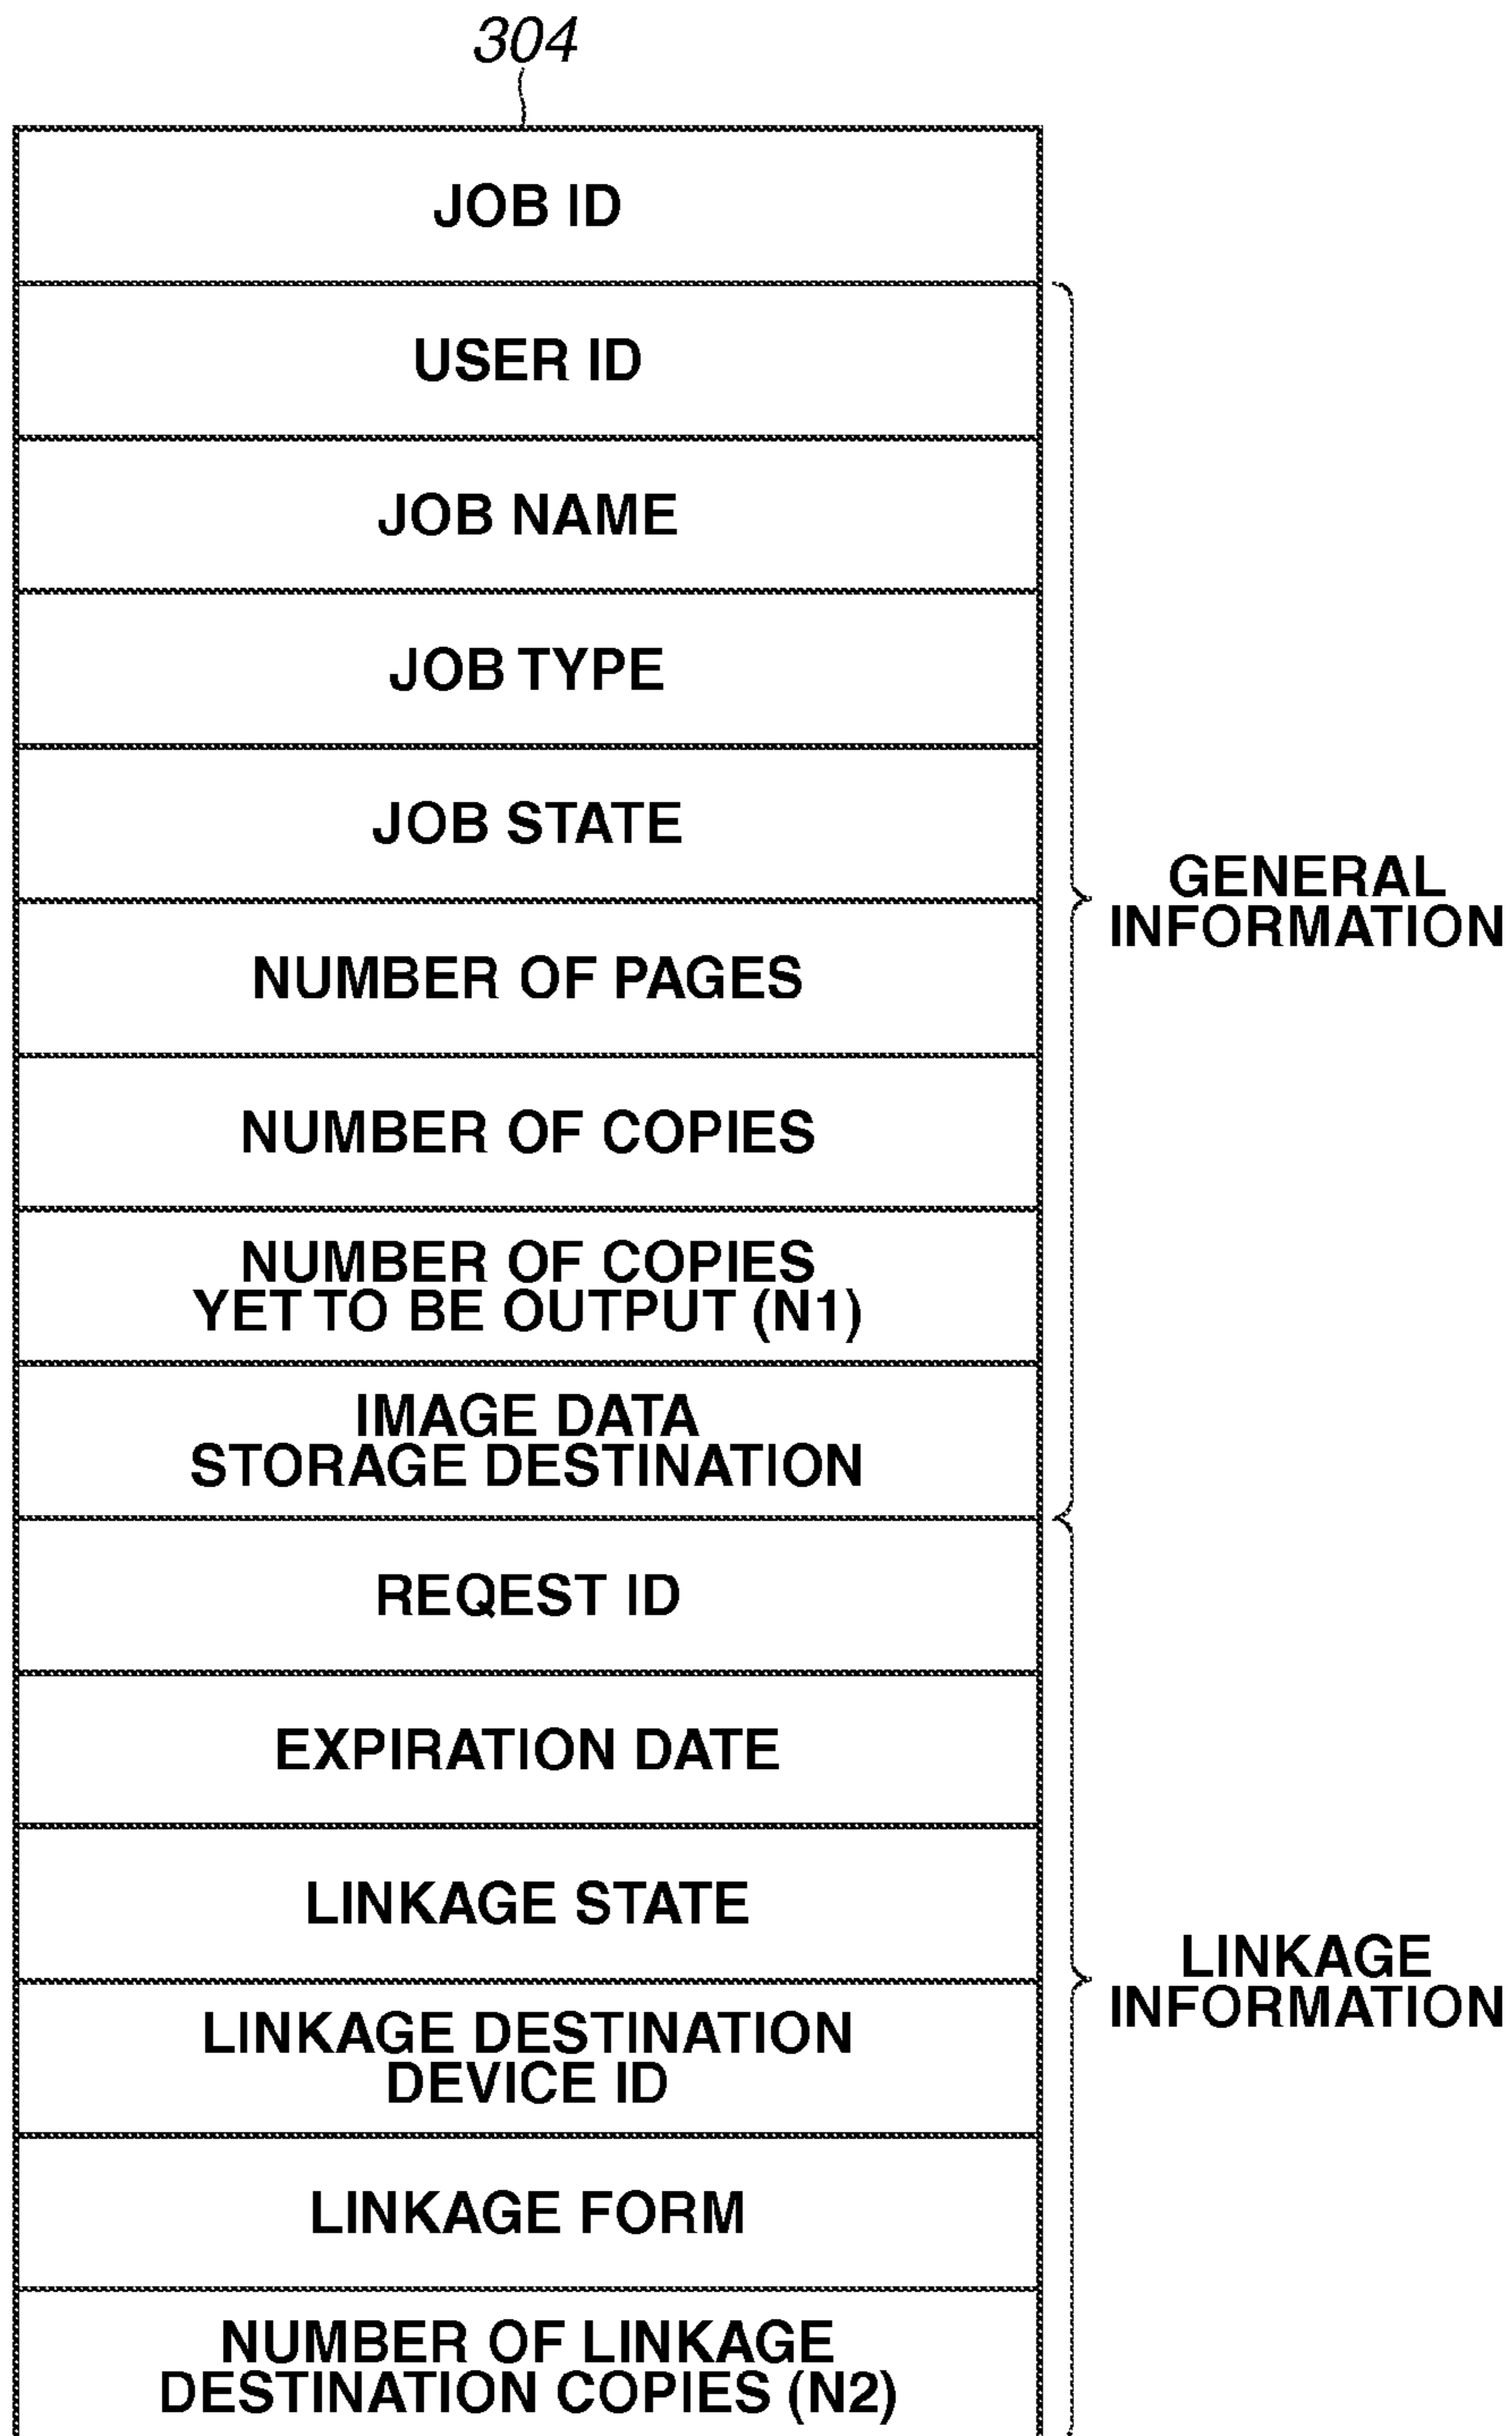 304
JOB ID
USER ID
JOB NAME
JOB TYPE
JOB STATE
NUMBER OF PAGES
NUMBER OF COPIES
NUMBER OF COPIES
YET TO BE OUTPUT (N1)
IMAGE DATA
STORAGE DESTINATION
GENERAL
INFORMATION
REQEST ID
EXPIRATION DATE
LINKAGE STATE
LINKAGE DESTINATION
DEVICE ID
LINKAGE FORM
NUMBER OF LINKAGE
DESTINATION COPIES (N2)
LINKAGE
INFORMATION